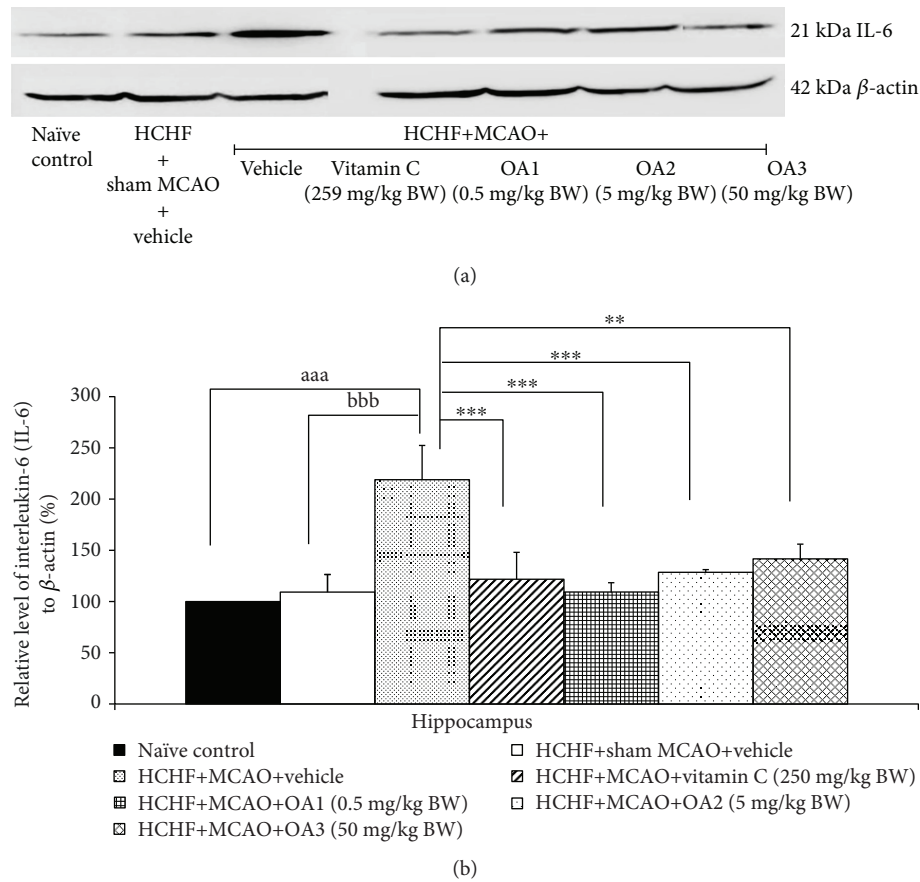 21 kDa IL-6
42 kDa β-actin
Naïve
control
HCHF
+
sham MCAO
+
vehicle
HCHF+MCAO+
Vehicle
Vitamin C
(259 mg/kg BW)
OA1
(0.5 mg/kg BW)
OA2
(5 mg/kg BW)
OA3
(50 mg/kg BW)
(a)
Relative level of interleukin-6 (IL-6)
to β-actin (%)
300
250
200
150
100
50
0
aaa
bbb
***
***
***
**
Hippocampus
Naïve control
HCHF+sham MCAO+vehicle
HCHF+MCAO+vehicle
HCHF+MCAO+vitamin C (250 mg/kg BW)
HCHF+MCAO+OA1 (0.5 mg/kg BW)
HCHF+MCAO+OA2 (5 mg/kg BW)
HCHF+MCAO+OA3 (50 mg/kg BW)
(b)